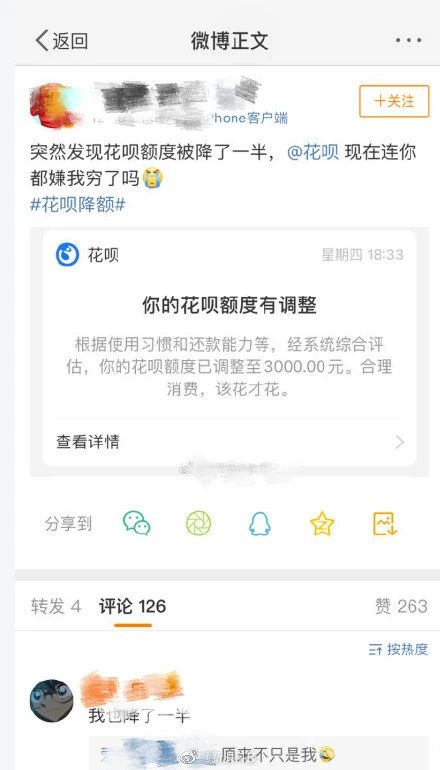 返回
微博正文
hone客户端
+关注
突然发现花呗额度被降了一半，@花呗 现在连你
都嫌我穷了吗😭
#花呗降额#
花呗
星期四 18:33
你的花呗额度有调整
根据使用习惯和还款能力等，经系统综合评
估，你的花呗额度已调整至3000.00元。合理
消费，该花才花。
查看详情
分享到
转发 4
评论 126
赞 263
按热度
我也降了一半
原来不只是我😂